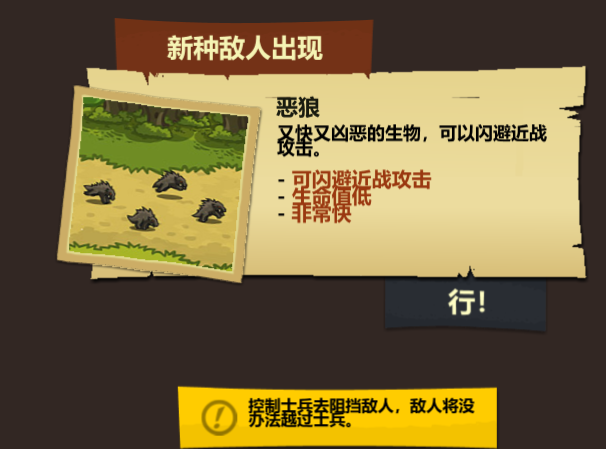 新种敌人出现
恶狼
又快又凶恶的生物，可以闪避近战
攻击。
- 可闪避近战攻击
- 生命值低
- 非常快
行!
控制士兵去阻挡敌人，敌人将没
办法越过士兵。